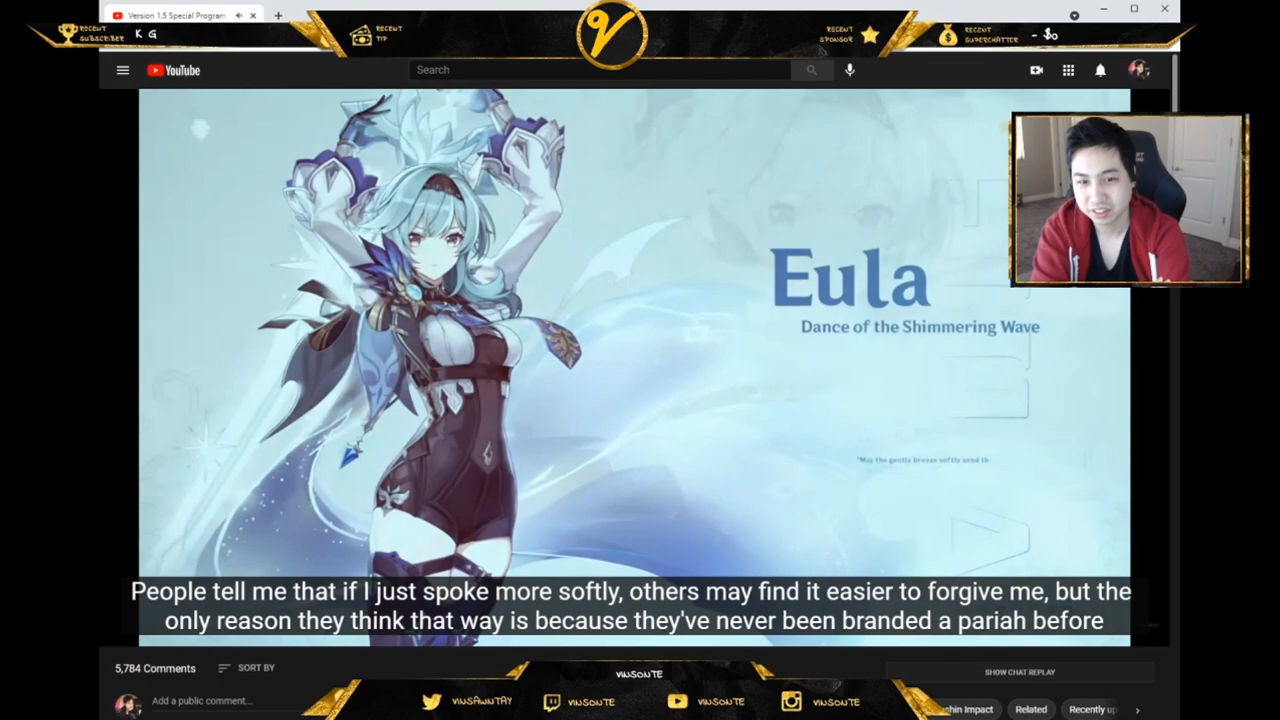 Version 1.5 Special Program
RECENT
SUBSCRIBER
K G
RECENT
TIP
RECENT
SPONSOR
RECENT
SUPERCHATTER
YouTube
Search
Eula
Dance of the Shimmering Wave
"May the gentle breeze softly send th
People tell me that if I just spoke more softly, others may find it easier to forgive me, but the
only reason they think that way is because they've never been branded a pariah before
5,784 Comments
SORT BY
VINSONTE
SHOW CHAT REPLAY
Add a public comment...
VINSAWNTAY
VINSONTE
VINSONTE
VINSONTE
shin Impact
Related
Recently up